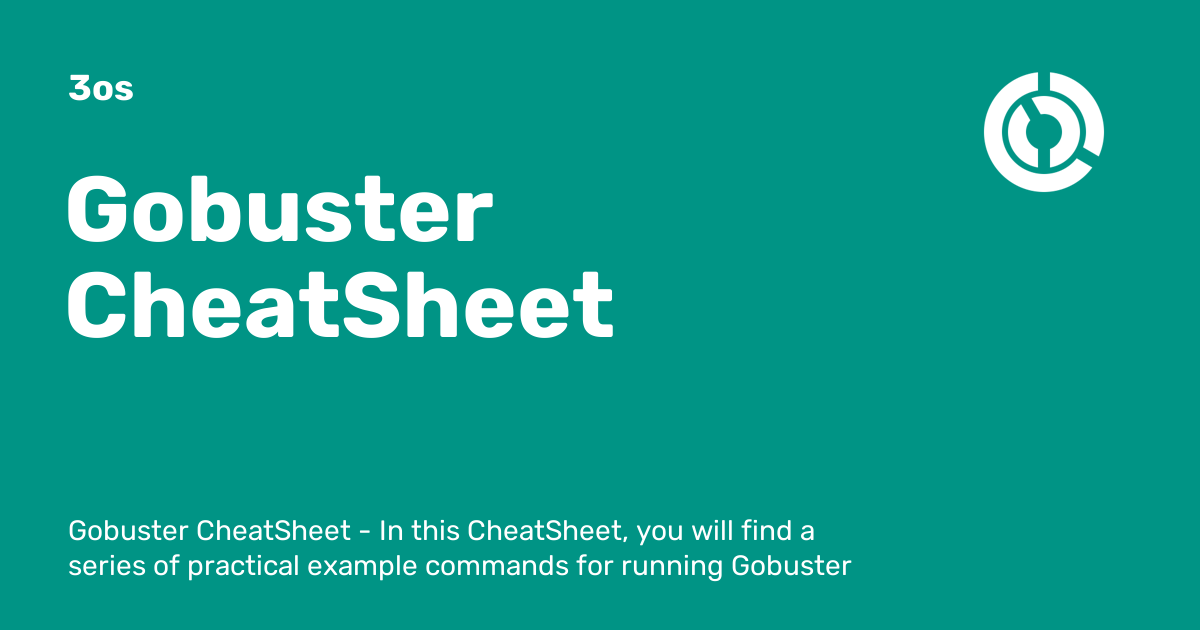 3os
Gobuster
CheatSheet
Gobuster CheatSheet - In this CheatSheet, you will find a
series of practical example commands for running Gobuster